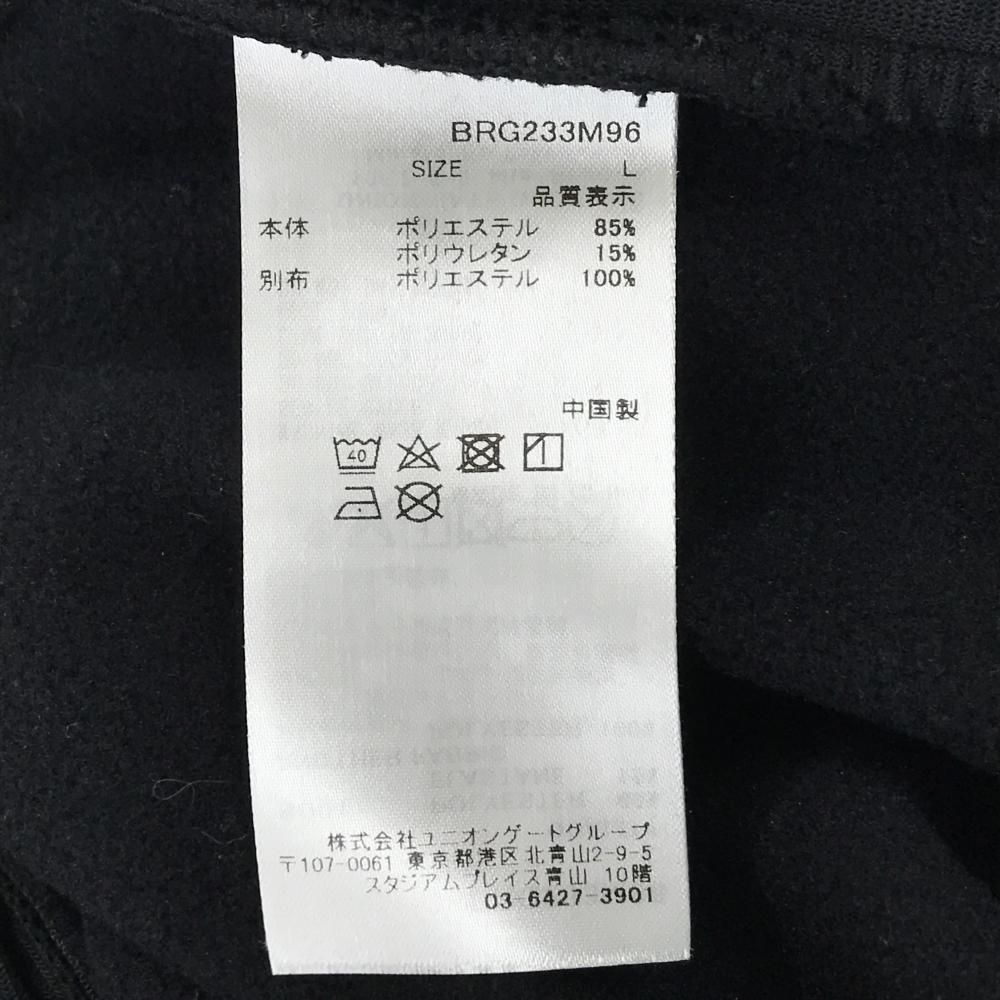 BRG233M96
SIZE L
品質表示
本体 ポリエステル 85%
ポリウレタン 15%
別布 ポリエステル 100%
中国製
40
株式会社ユニオンゲートグループ
〒107-0061 東京都港区北青山2-9-5
スタジアムプレイス青山 10階
03-6427-3901